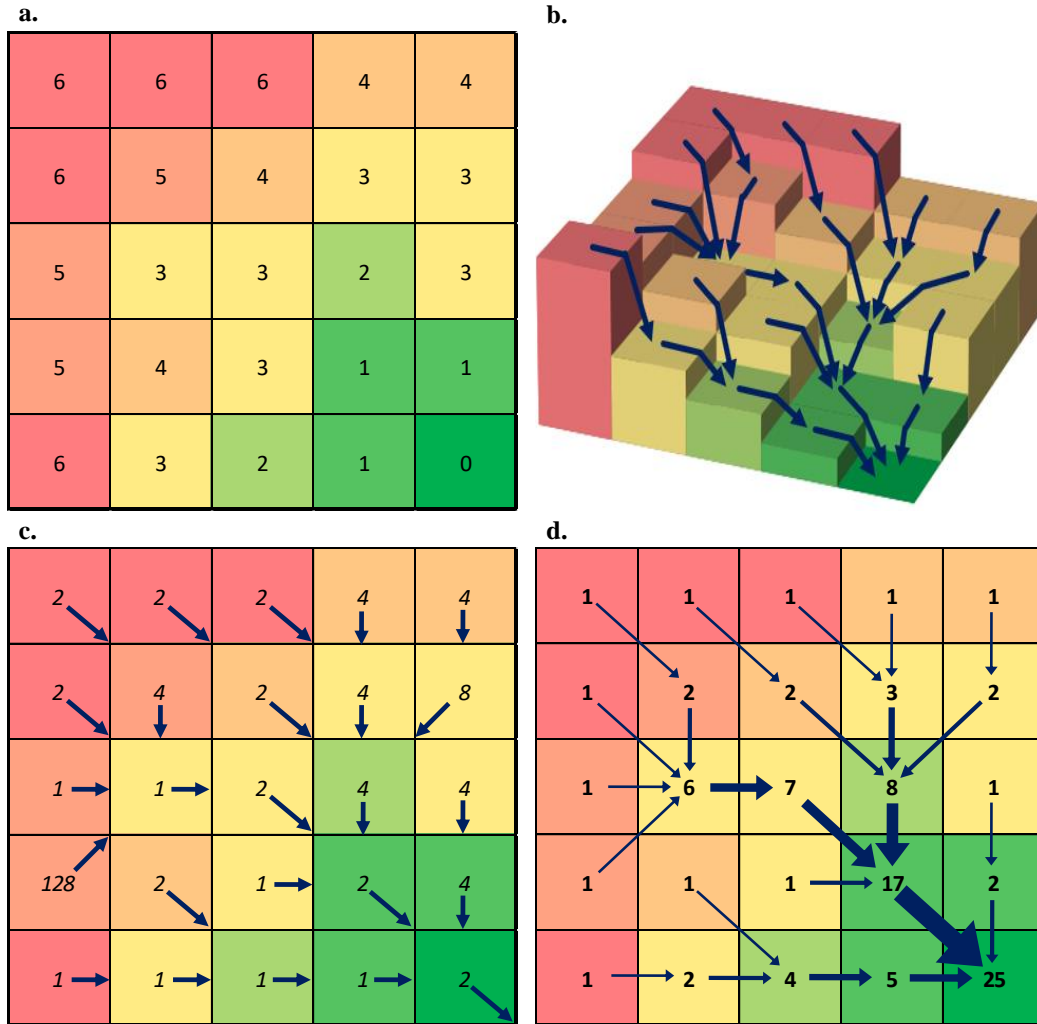 a.
b.
6 6 6 4 4
6 5 4 3 3
5 3 3 2 3
5 4 3 1 1
6 3 2 1 0
c.
d.
2 2 2 4 4
2 4 2 4 8
1 1 2 4 4
128 2 1 2 4
1 1 1 1 2
1 1 1 1 1
1 2 2 3 2
1 6 7 8 1
1 1 1 17 2
1 2 4 5 25